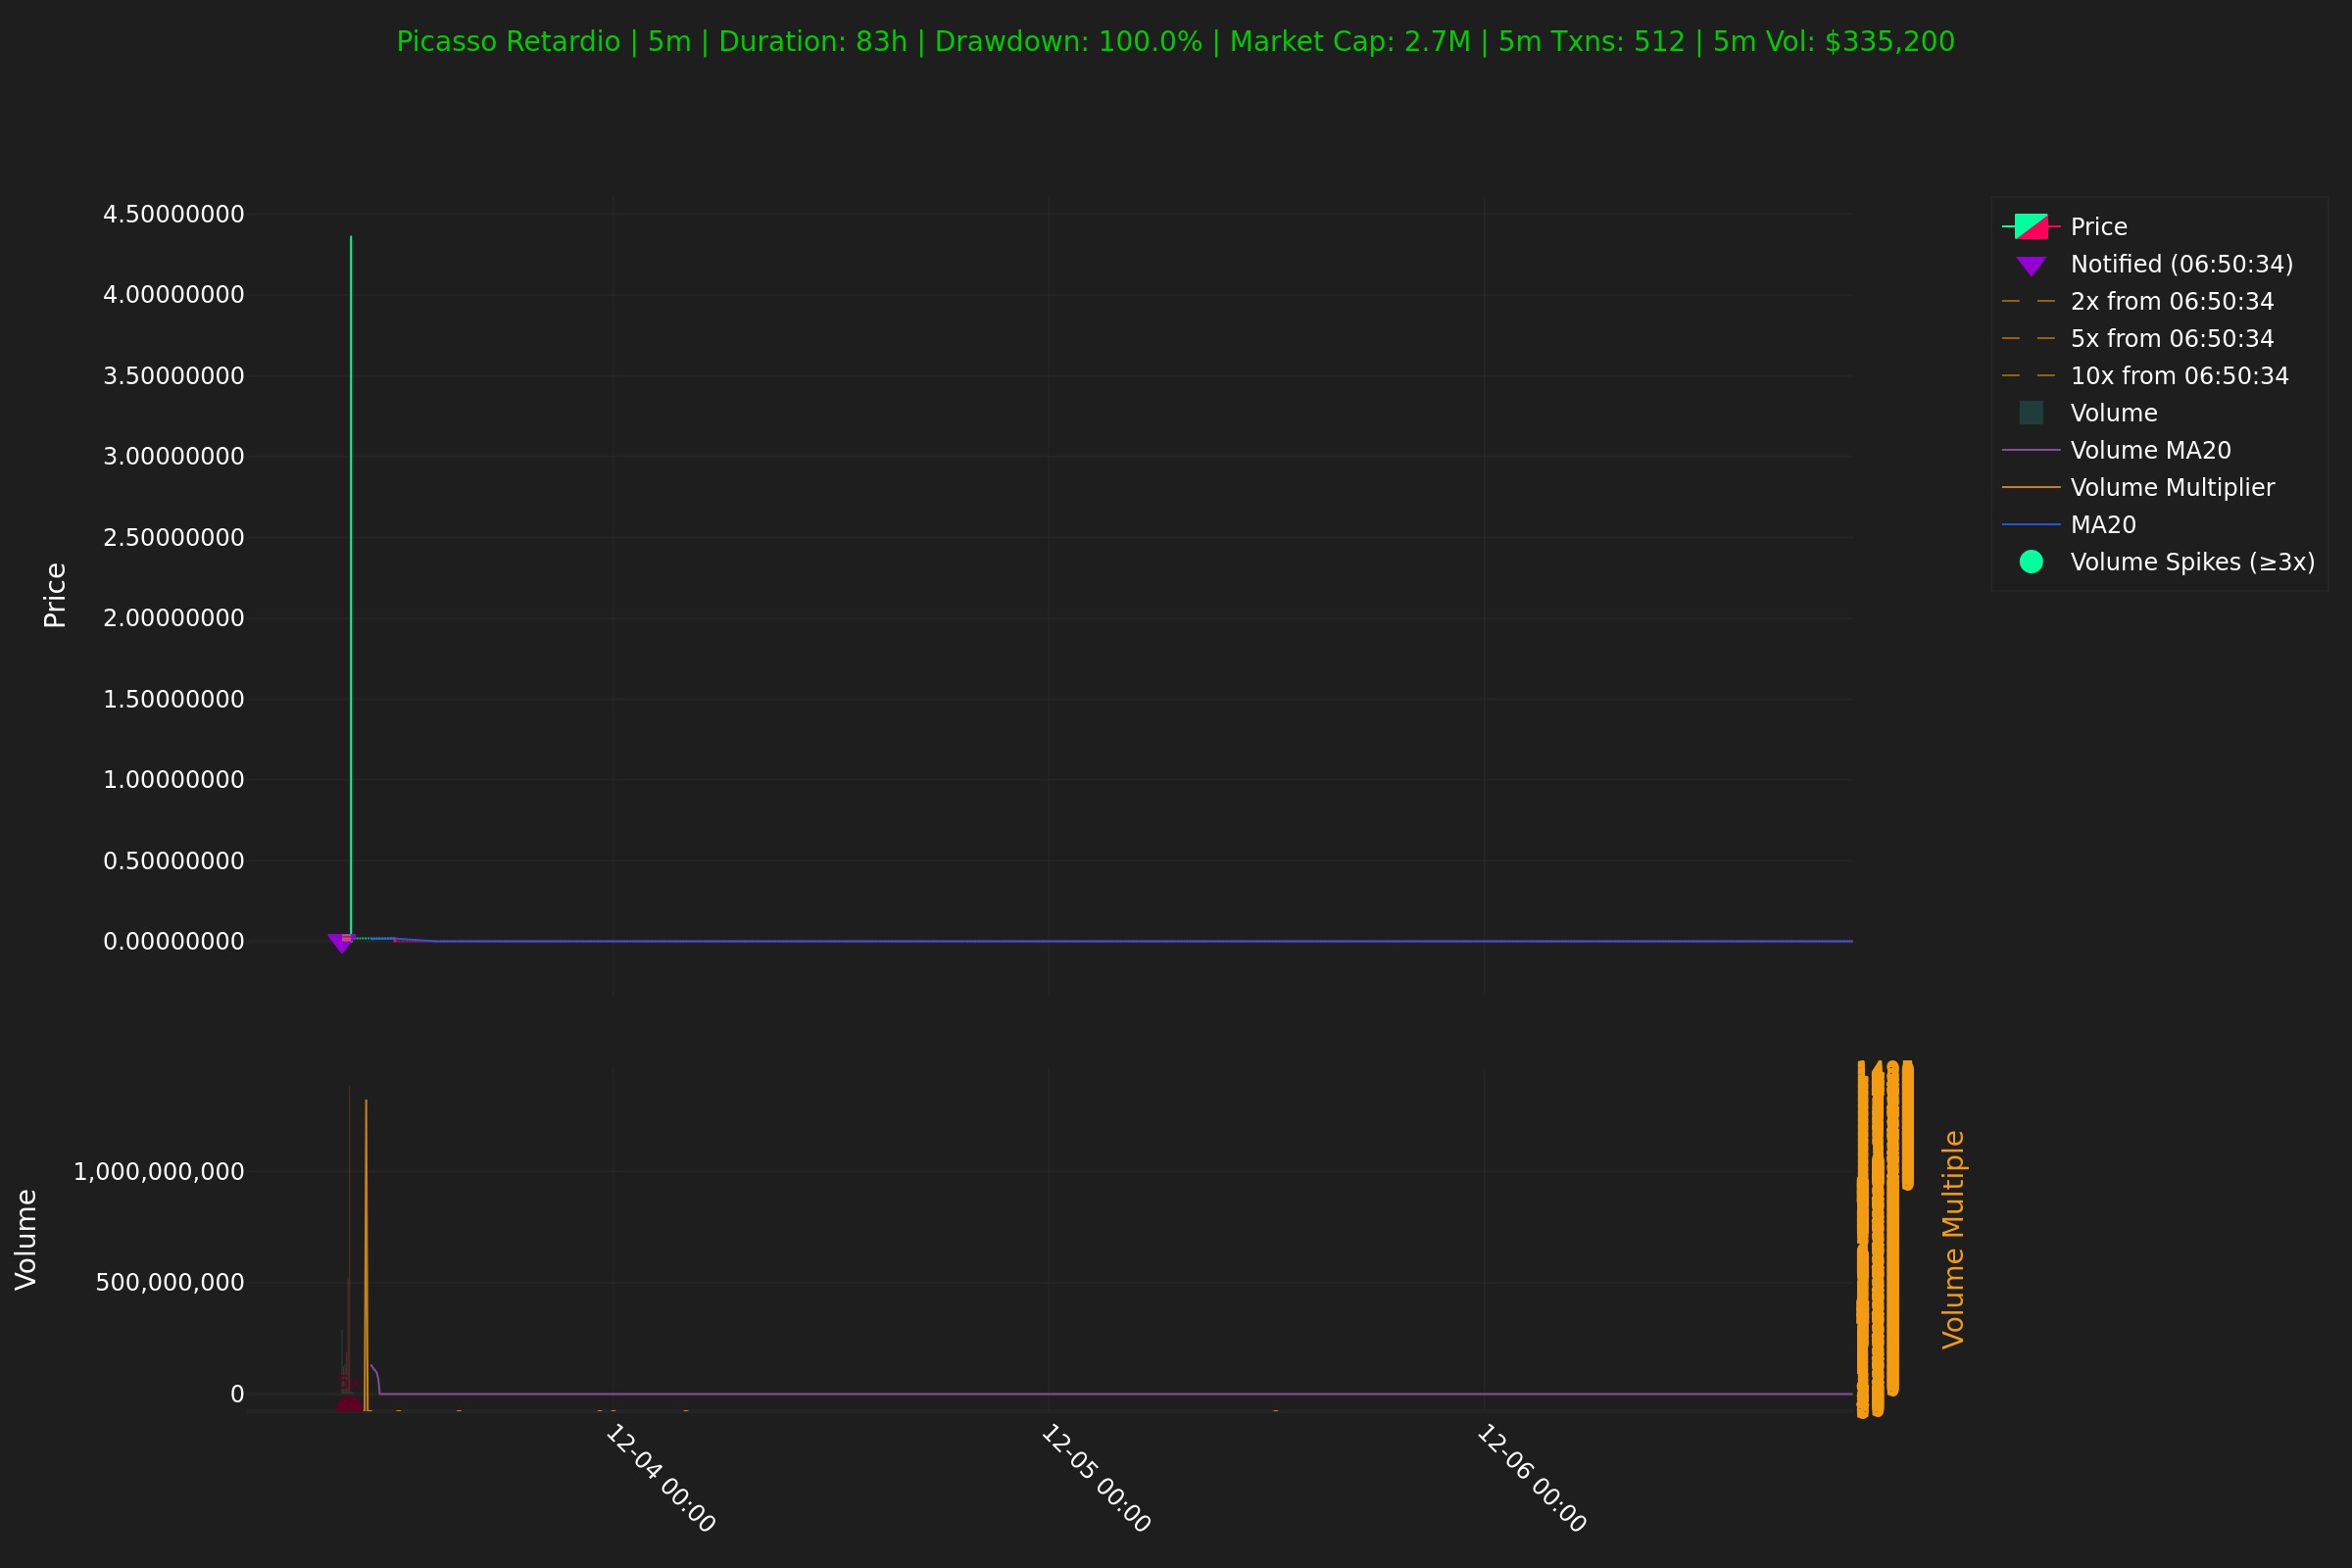 Picasso Retardio | 5m | Duration: 83h | Drawdown: 100.0% | Market Cap: 2.7M | 5m Txns: 512 | 5m Vol: $335,200
4.50000000
4.00000000
3.50000000
3.00000000
2.50000000
2.00000000
1.50000000
1.00000000
0.50000000
0.00000000
Price
Price
Notified (06:50:34)
2x from 06:50:34
5x from 06:50:34
10x from 06:50:34
Volume
Volume MA20
Volume Multiplier
MA20
Volume Spikes (≥3x)
1,000,000,000
500,000,000
0
Volume
Volume Multiple
12-04 00:00
12-05 00:00
12-06 00:00